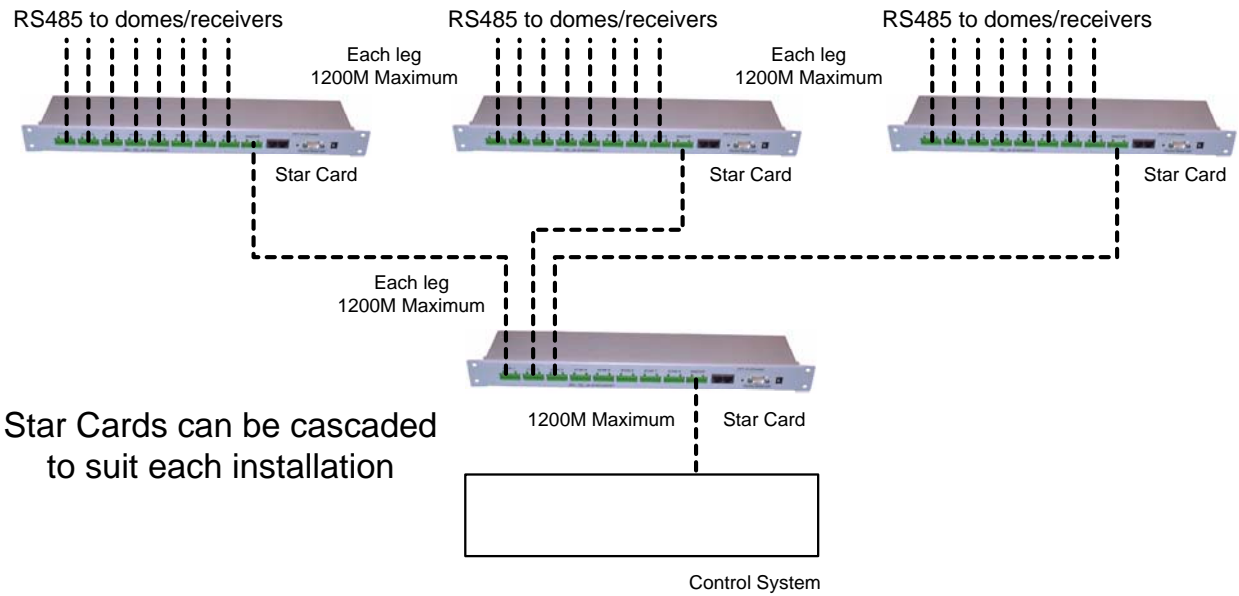 RS485 to domes/receivers
RS485 to domes/receivers
RS485 to domes/receivers
Each leg
1200M Maximum
Each leg
1200M Maximum
Star Card
Star Card
Star Card
Each leg
1200M Maximum
1200M Maximum
Star Card
Star Cards can be cascaded
to suit each installation
Control System